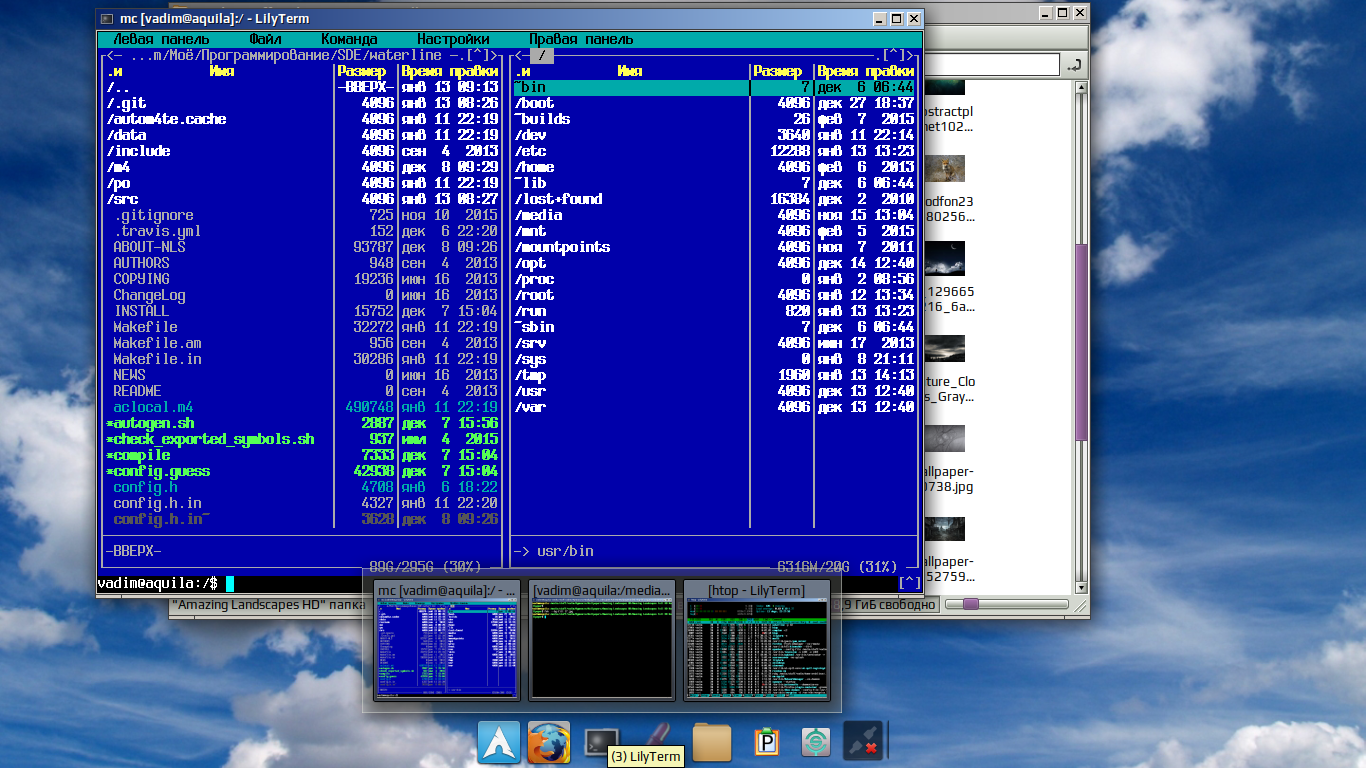 mc [vadim@aquila]:/ - LilyTerm
Левая панель Файл Команда Настройки Правая панель
<— ...m/Моё/Программирование/SDE/waterline —.[^]>
.и Имя Размер Время правки
/.. -ВВЕРХ- янв 13 09:13
/.git 4096 янв 13 08:26
/autom4te.cache 4096 янв 11 22:19
/data 4096 янв 11 22:19
/include 4096 сен 4 2013
/m4 4096 дек 8 09:29
/po 4096 янв 11 22:19
/src 4096 янв 13 08:27
.gitignore 725 ноя 10 2015
.travis.yml 152 дек 6 22:20
ABOUT-NLS 93787 дек 8 09:26
AUTHORS 948 сен 4 2013
COPYING 19236 июн 16 2013
ChangeLog 0 июн 16 2013
INSTALL 15752 дек 7 15:04
Makefile 32272 янв 11 22:19
Makefile.am 956 сен 4 2013
Makefile.in 30286 янв 11 22:19
NEWS 0 июн 16 2013
README 0 сен 4 2013
aclocal.m4 490748 янв 11 22:19
*autogen.sh 2887 дек 7 15:56
*check_exported_symbols.sh 937 июл 4 2015
*compile 7333 дек 7 15:04
*config.guess 42938 дек 7 15:04
config.h 4708 янв 6 18:22
config.h.in 4327 янв 11 22:20
config.h.in~ 3628 дек 8 09:26
-ВВЕРХ-
89G/295G (30%)
<— / —.[^]>
.и Имя Размер Время правки
~bin 7 дек 6 06:44
/boot 4096 дек 27 18:37
~builds 26 фев 7 2015
/dev 3640 янв 11 22:14
/etc 12288 янв 13 13:23
/home 4096 фев 6 2013
~lib 7 дек 6 06:44
/lost+found 16384 дек 2 2010
/media 4096 ноя 15 13:04
/mnt 4096 фев 5 2015
/mountpoints 4096 ноя 7 2011
/opt 4096 дек 14 12:40
/proc 0 янв 2 08:56
/root 4096 янв 12 13:34
/run 820 янв 13 13:23
~sbin 7 дек 6 06:44
/srv 4096 июн 17 2013
/sys 0 янв 8 21:11
/tmp 1960 янв 13 14:13
/usr 4096 дек 13 12:40
/var 4096 дек 13 12:40
-> usr/bin
6316M/20G (31%)
vadim@aquila:/$ [^]
bstractpl
net102...
odfon23
80256...
129665
216_6a...
ture_Clo
s_Gray...
allpaper-
0738.jpg
allpaper-
52759...
"Amazing Landscapes HD" папка
8,9 ГиБ свободно
mc [vadim@aquila]:/ - ...
[vadim@aquila:/media...
[htop - LilyTerm]
P
(3) LilyTerm